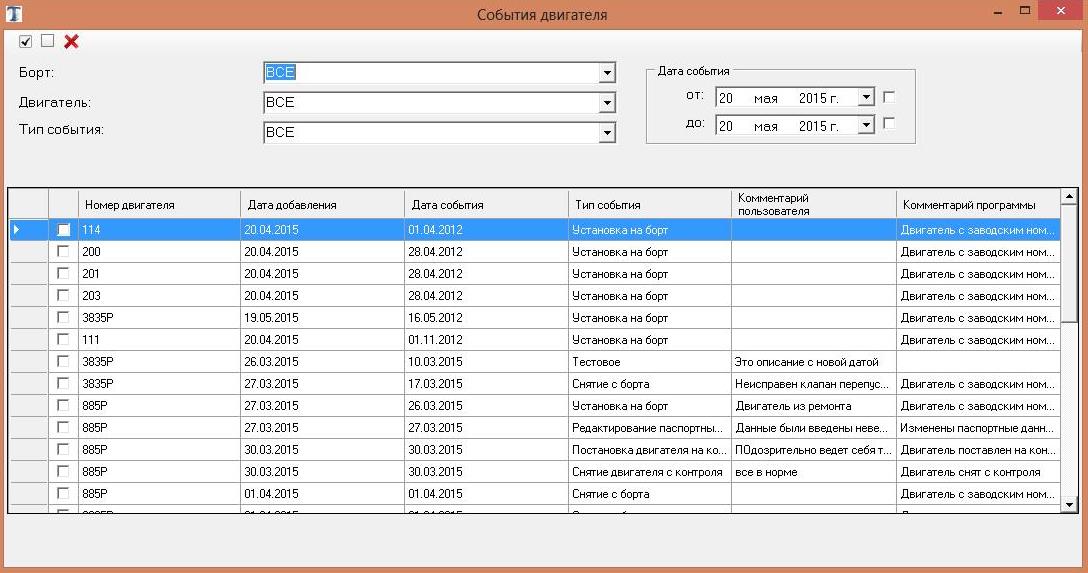 События двигателя
Борт: ВСЕ
Двигатель: ВСЕ
Тип события: ВСЕ
Дата события
от: 20 мая 2015 г.
до: 20 мая 2015 г.
Номер двигателя Дата добавления Дата события Тип события Комментарий пользователя Комментарий программы
114 20.04.2015 01.04.2012 Установка на борт Двигатель с заводским ном...
200 20.04.2015 28.04.2012 Установка на борт Двигатель с заводским ном...
201 20.04.2015 28.04.2012 Установка на борт Двигатель с заводским ном...
203 20.04.2015 28.04.2012 Установка на борт Двигатель с заводским ном...
3835Р 19.05.2015 16.05.2012 Установка на борт Двигатель с заводским ном...
111 20.04.2015 01.11.2012 Установка на борт Двигатель с заводским ном...
3835Р 26.03.2015 10.03.2015 Тестовое Это описание с новой датой
3835Р 27.03.2015 17.03.2015 Снятие с борта Неисправен клапан перепус... Двигатель с заводским ном...
885Р 27.03.2015 26.03.2015 Установка на борт Двигатель из ремонта Двигатель с заводским ном...
885Р 27.03.2015 27.03.2015 Редактирование паспортны... Данные были введены неве... Изменены паспортные данн...
885Р 30.03.2015 30.03.2015 Постановка двигателя на ко... ПОдозрительно ведет себя т... Двигатель поставлен на кон...
885Р 30.03.2015 30.03.2015 Снятие двигателя с контроля все в норме Двигатель снят с контроля
885Р 01.04.2015 01.04.2015 Снятие с борта Двигатель с заводским ном...